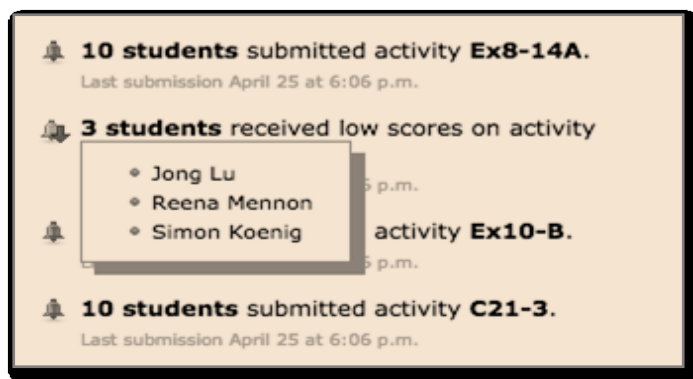 10 students submitted activity Ex8-14A.
Last submission April 25 at 6:06 p.m.
3 students received low scores on activity
Jong Lu
p.m.
Reena Mennon
Simon Koenig
activity Ex10-B.
p.m.
10 students submitted activity C21-3.
Last submission April 25 at 6:06 p.m.